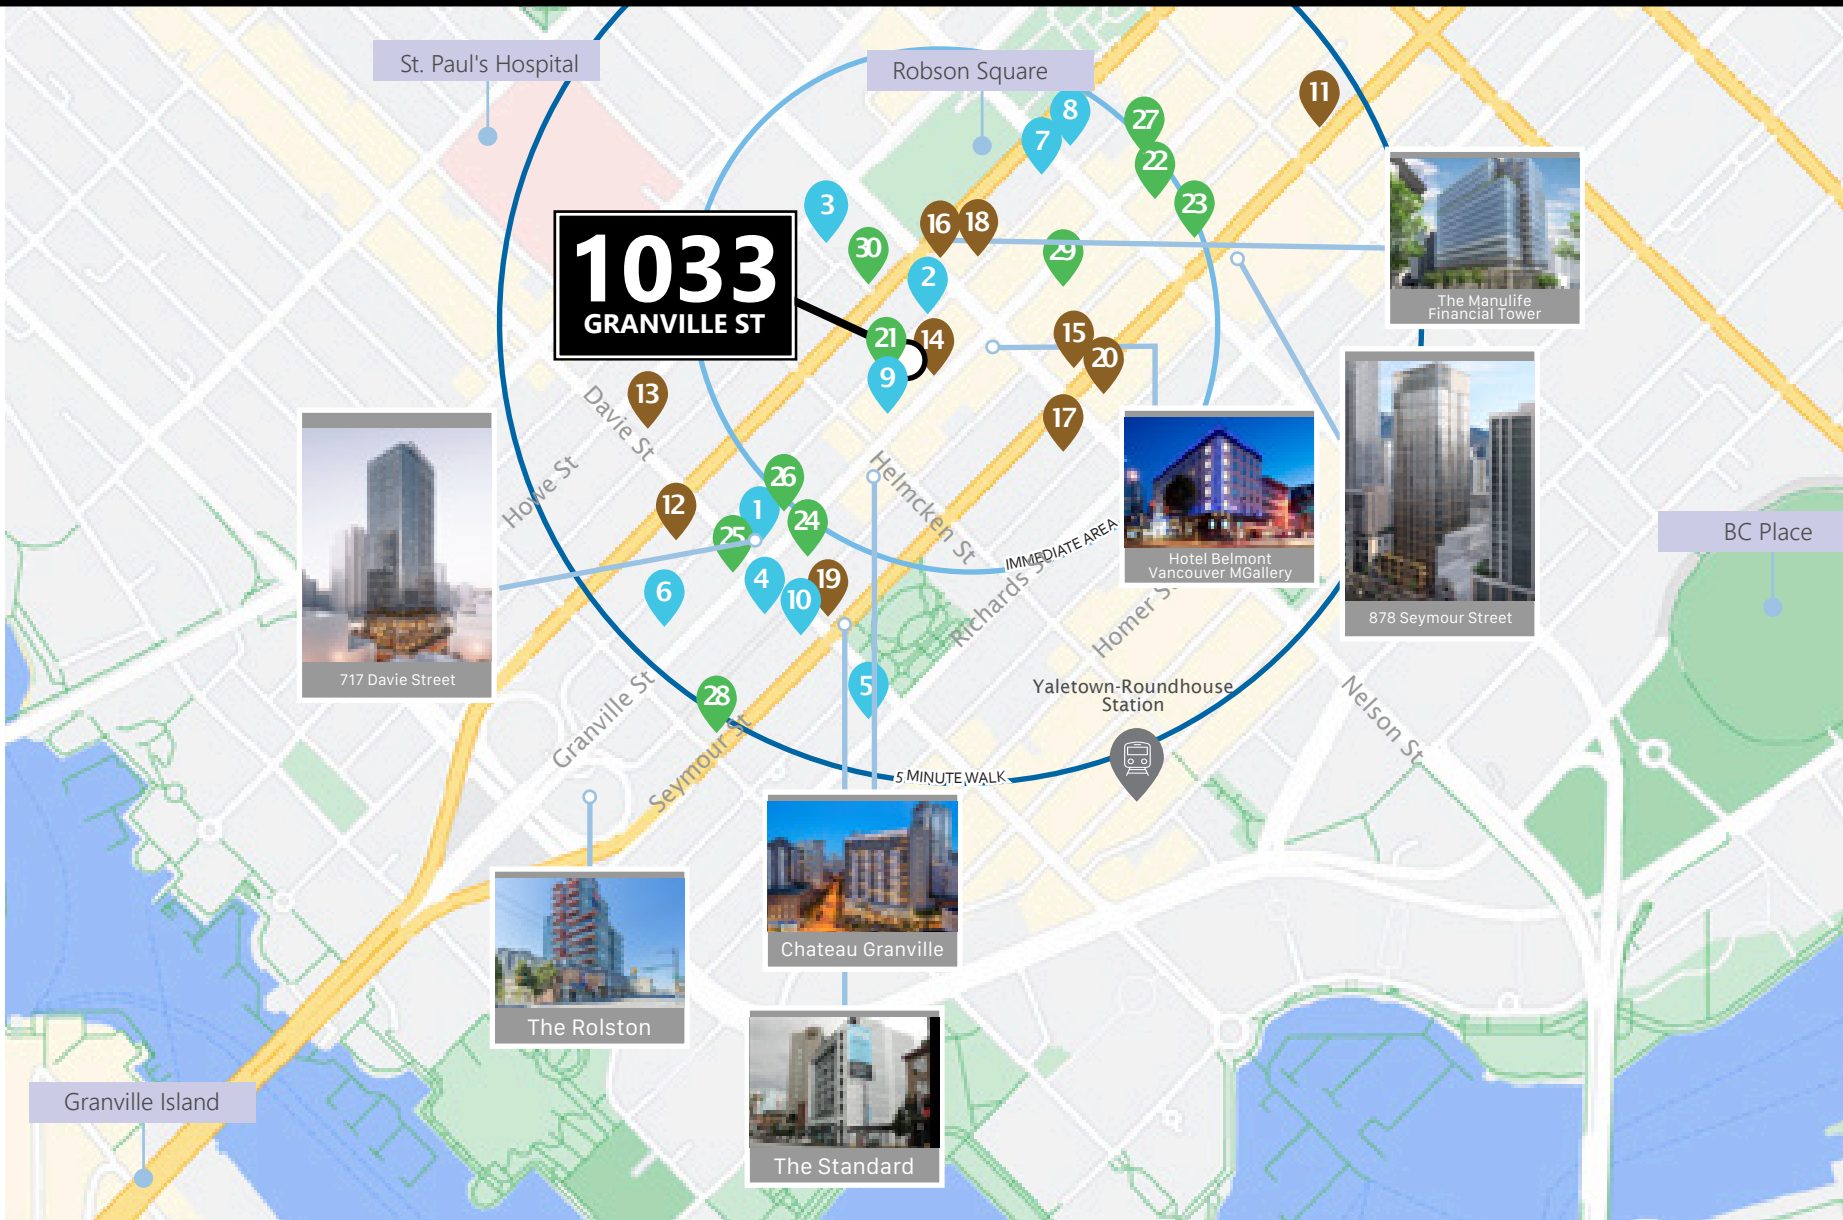 St. Paul's Hospital
Robson Square
11
8
27
7
22
3
23
16
18
30
29
2
1033
GRANVILLE ST
The Manulife
Financial Tower
21
14
15
20
9
13
17
Davie St
Howe St
Helmcken St
26
12
1
24
25
IMMEDIATE AREA
Hotel Belmont
Vancouver MGallery
BC Place
6
4
10
19
Richards St
Homer S
878 Seymour Street
717 Davie Street
5
28
Granville St
Seymour St
Yaletown-Roundhouse
Station
Nelson St
5 MINUTE WALK
Chateau Granville
The Rolston
Granville Island
The Standard